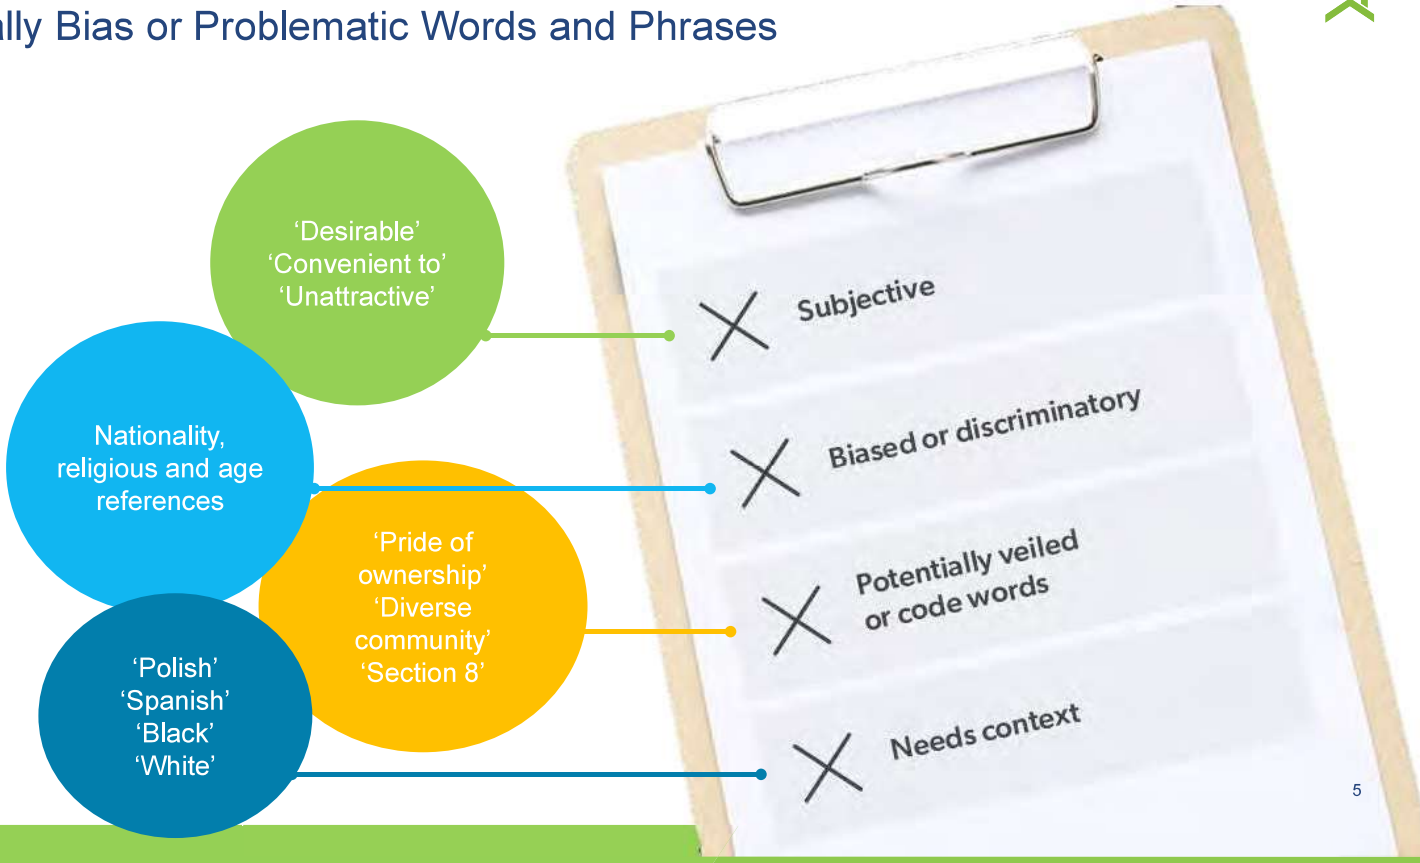 ally Bias or Problematic Words and Phrases
‘Desirable’
‘Convenient to’
‘Unattractive’
Subjective
Nationality,
religious and age
references
Biased or discriminatory
‘Pride of
ownership’
‘Diverse
community’
‘Section 8’
Potentially veiled
or code words
‘Polish’
‘Spanish’
‘Black’
‘White’
Needs context
5